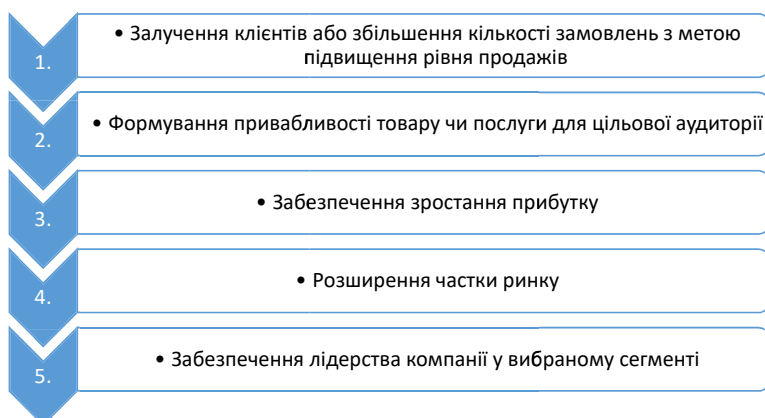 1.
• Залучення клієнтів або збільшення кількості замовлень з метою
підвищення рівня продажів
2.
• Формування привабливості товару чи послуги для цільової аудиторії
3.
• Забезпечення зростання прибутку
4.
• Розширення частки ринку
5.
• Забезпечення лідерства компанії у вибраному сегменті